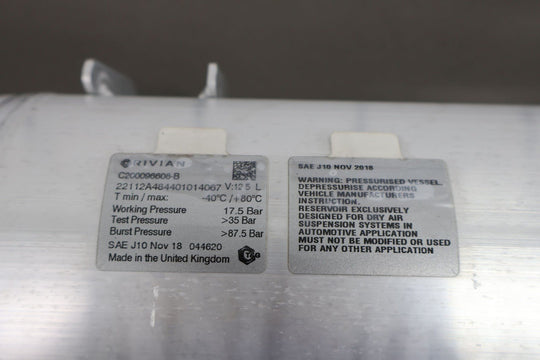 RIVIAN
C200096606-B
22112A484401014067 V:12 5 L
T min / max: -40°C / +80°C
Working Pressure 17.5 Bar
Test Pressure >35 Bar
Burst Pressure >87.5 Bar
SAE J10 Nov 18 044620
Made in the United Kingdom
SAE J10 NOV 2018
WARNING: PRESSURISED VESSEL.
DEPRESSURISE ACCORDING
VEHICLE MANUFACTURERS
INSTRUCTION.
RESERVOIR EXCLUSIVELY
DESIGNED FOR DRY AIR
SUSPENSION SYSTEMS IN
AUTOMOTIVE APPLICATION
MUST NOT BE MODIFIED OR USED
FOR ANY OTHER APPLICATION